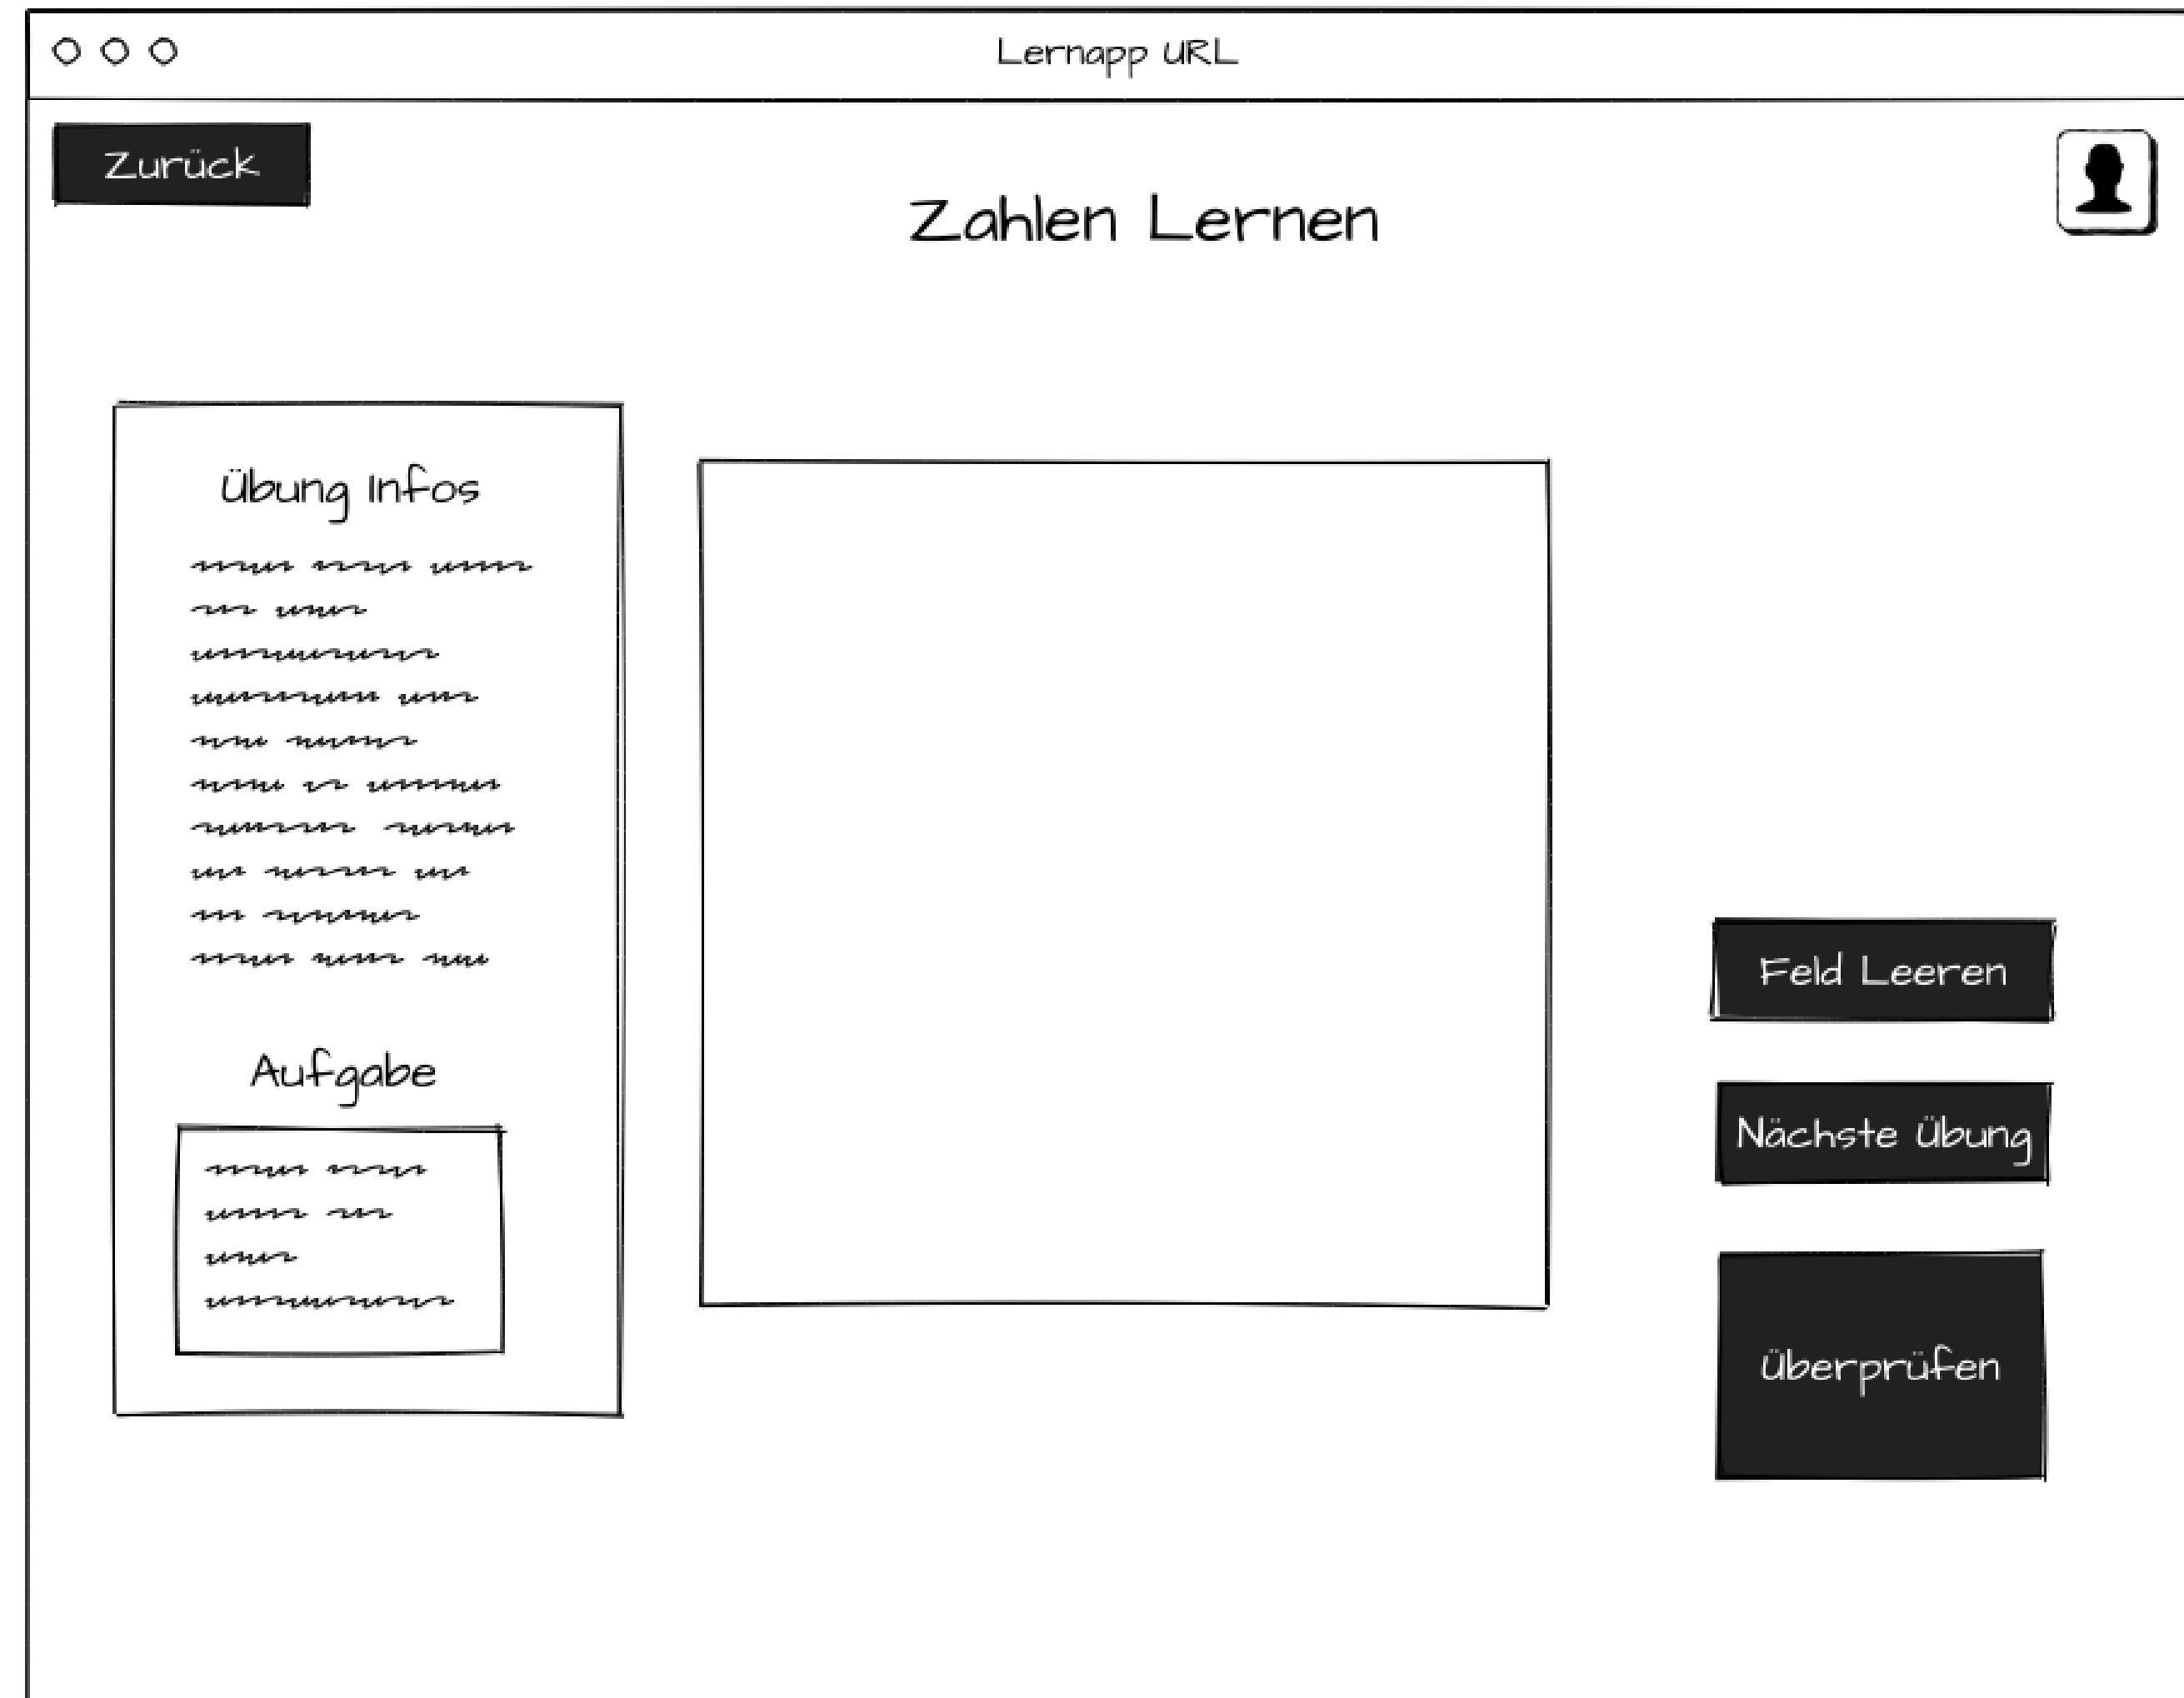 Lernapp URL
Zurück
Zahlen Lernen
Übung Infos
Aufgabe
Feld Leeren
Nächste Übung
Überprüfen